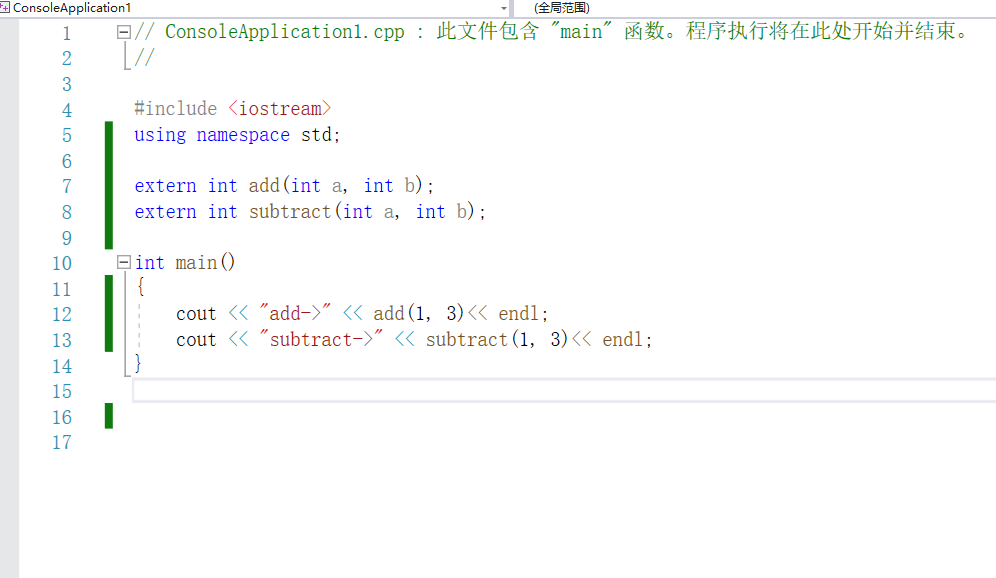 ConsoleApplication1 (全局范围)
1 // ConsoleApplication1.cpp : 此文件包含 "main" 函数。程序执行将在此处开始并结束。
2 //
3
4 #include <iostream>
5 using namespace std;
6
7 extern int add(int a, int b);
8 extern int subtract(int a, int b);
9
10 int main()
11 {
12 cout << "add->" << add(1, 3)<< endl;
13 cout << "subtract->" << subtract(1, 3)<< endl;
14 }
15
16
17